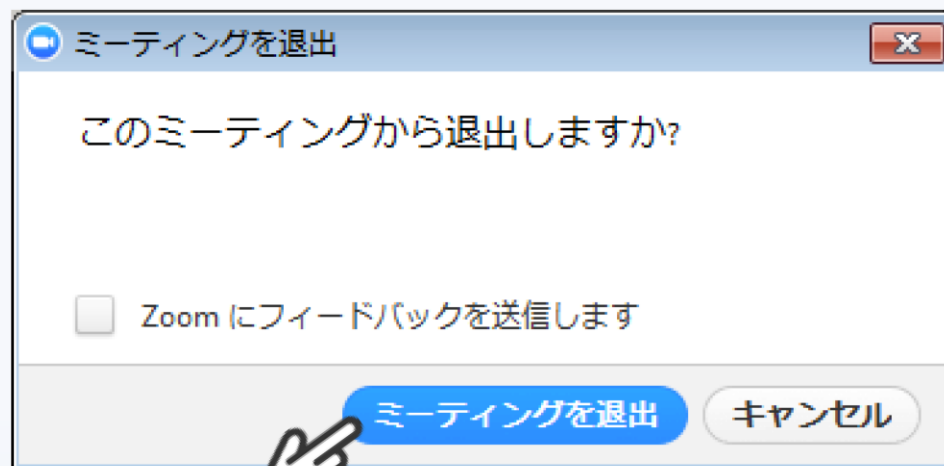 ミーティングを退出
このミーティングから退出しますか?
Zoom にフィードバックを送信します
ミーティングを退出
キャンセル